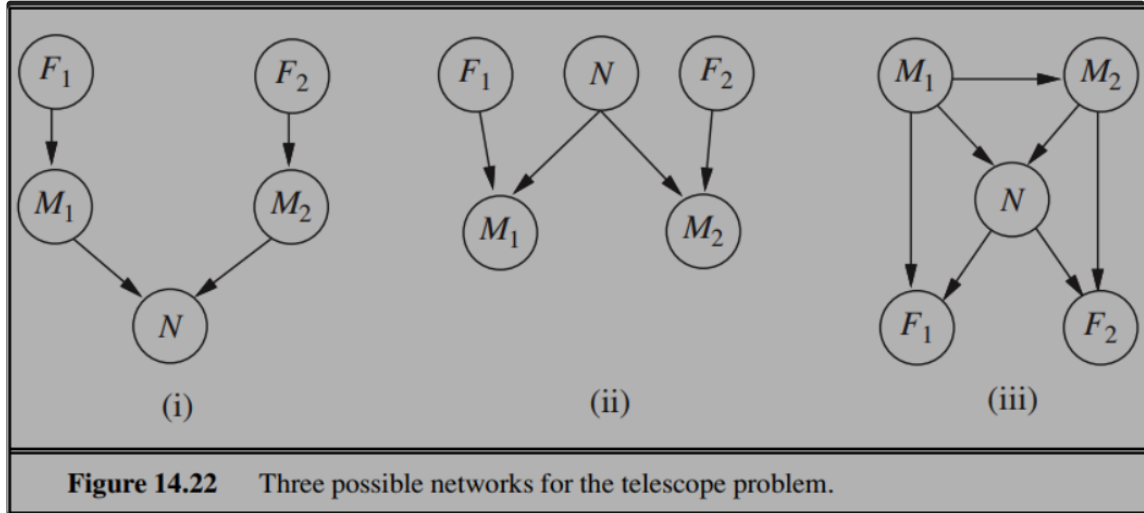 F1 F2 F1 N F2 M1 M2
M1 M2 M1 M2 N
N F1 F2
(i) (ii) (iii)
Figure 14.22 Three possible networks for the telescope problem.